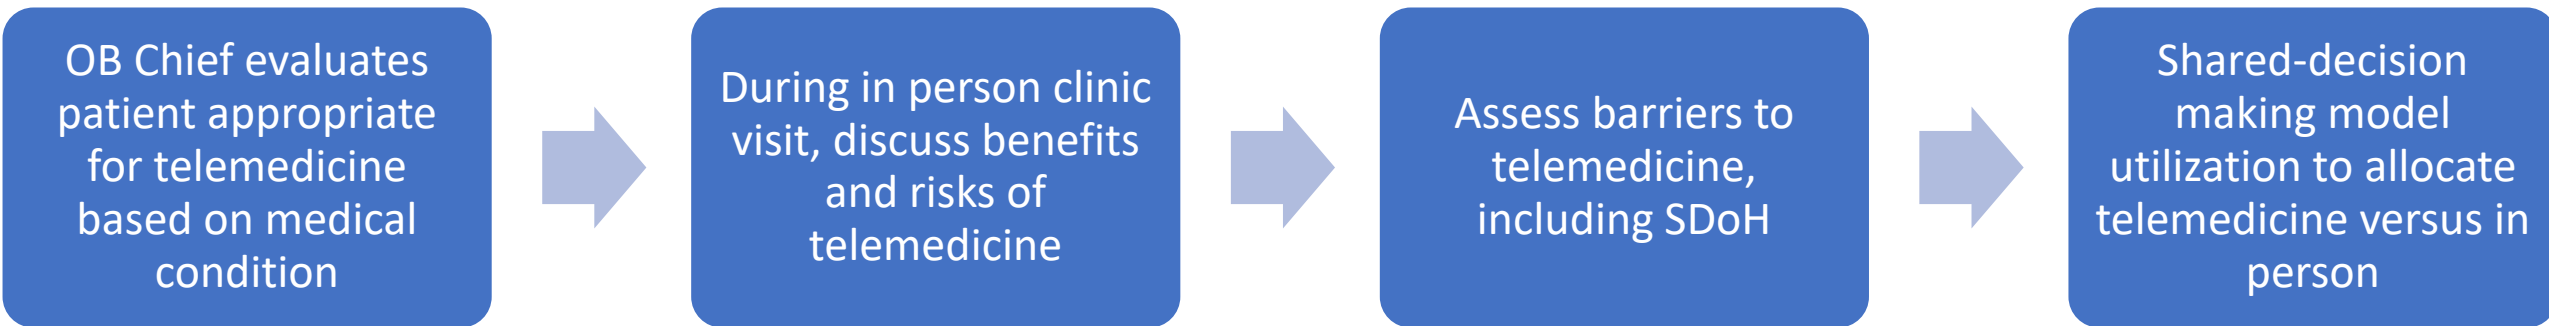 OB Chief evaluates
patient appropriate
for telemedicine
based on medical
condition
During in person clinic
visit, discuss benefits
and risks of
telemedicine
Assess barriers to
telemedicine,
including SDoH
Shared-decision
making model
utilization to allocate
telemedicine versus in
person